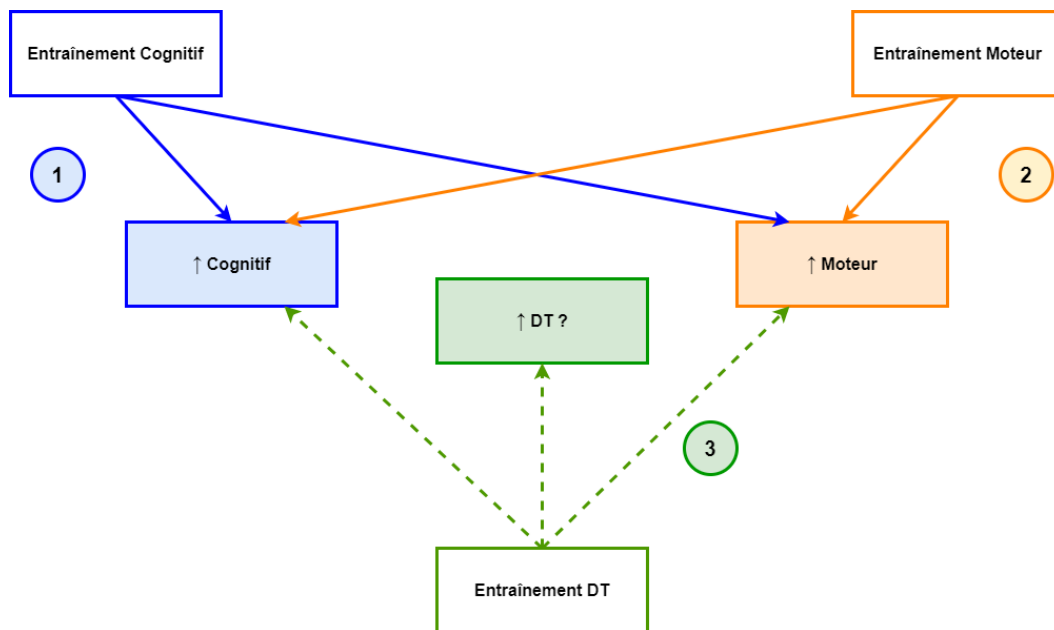 Entraînement Cognitif
Entraînement Moteur
1
2
↑ Cognitif
↑ Moteur
↑ DT ?
3
Entraînement DT